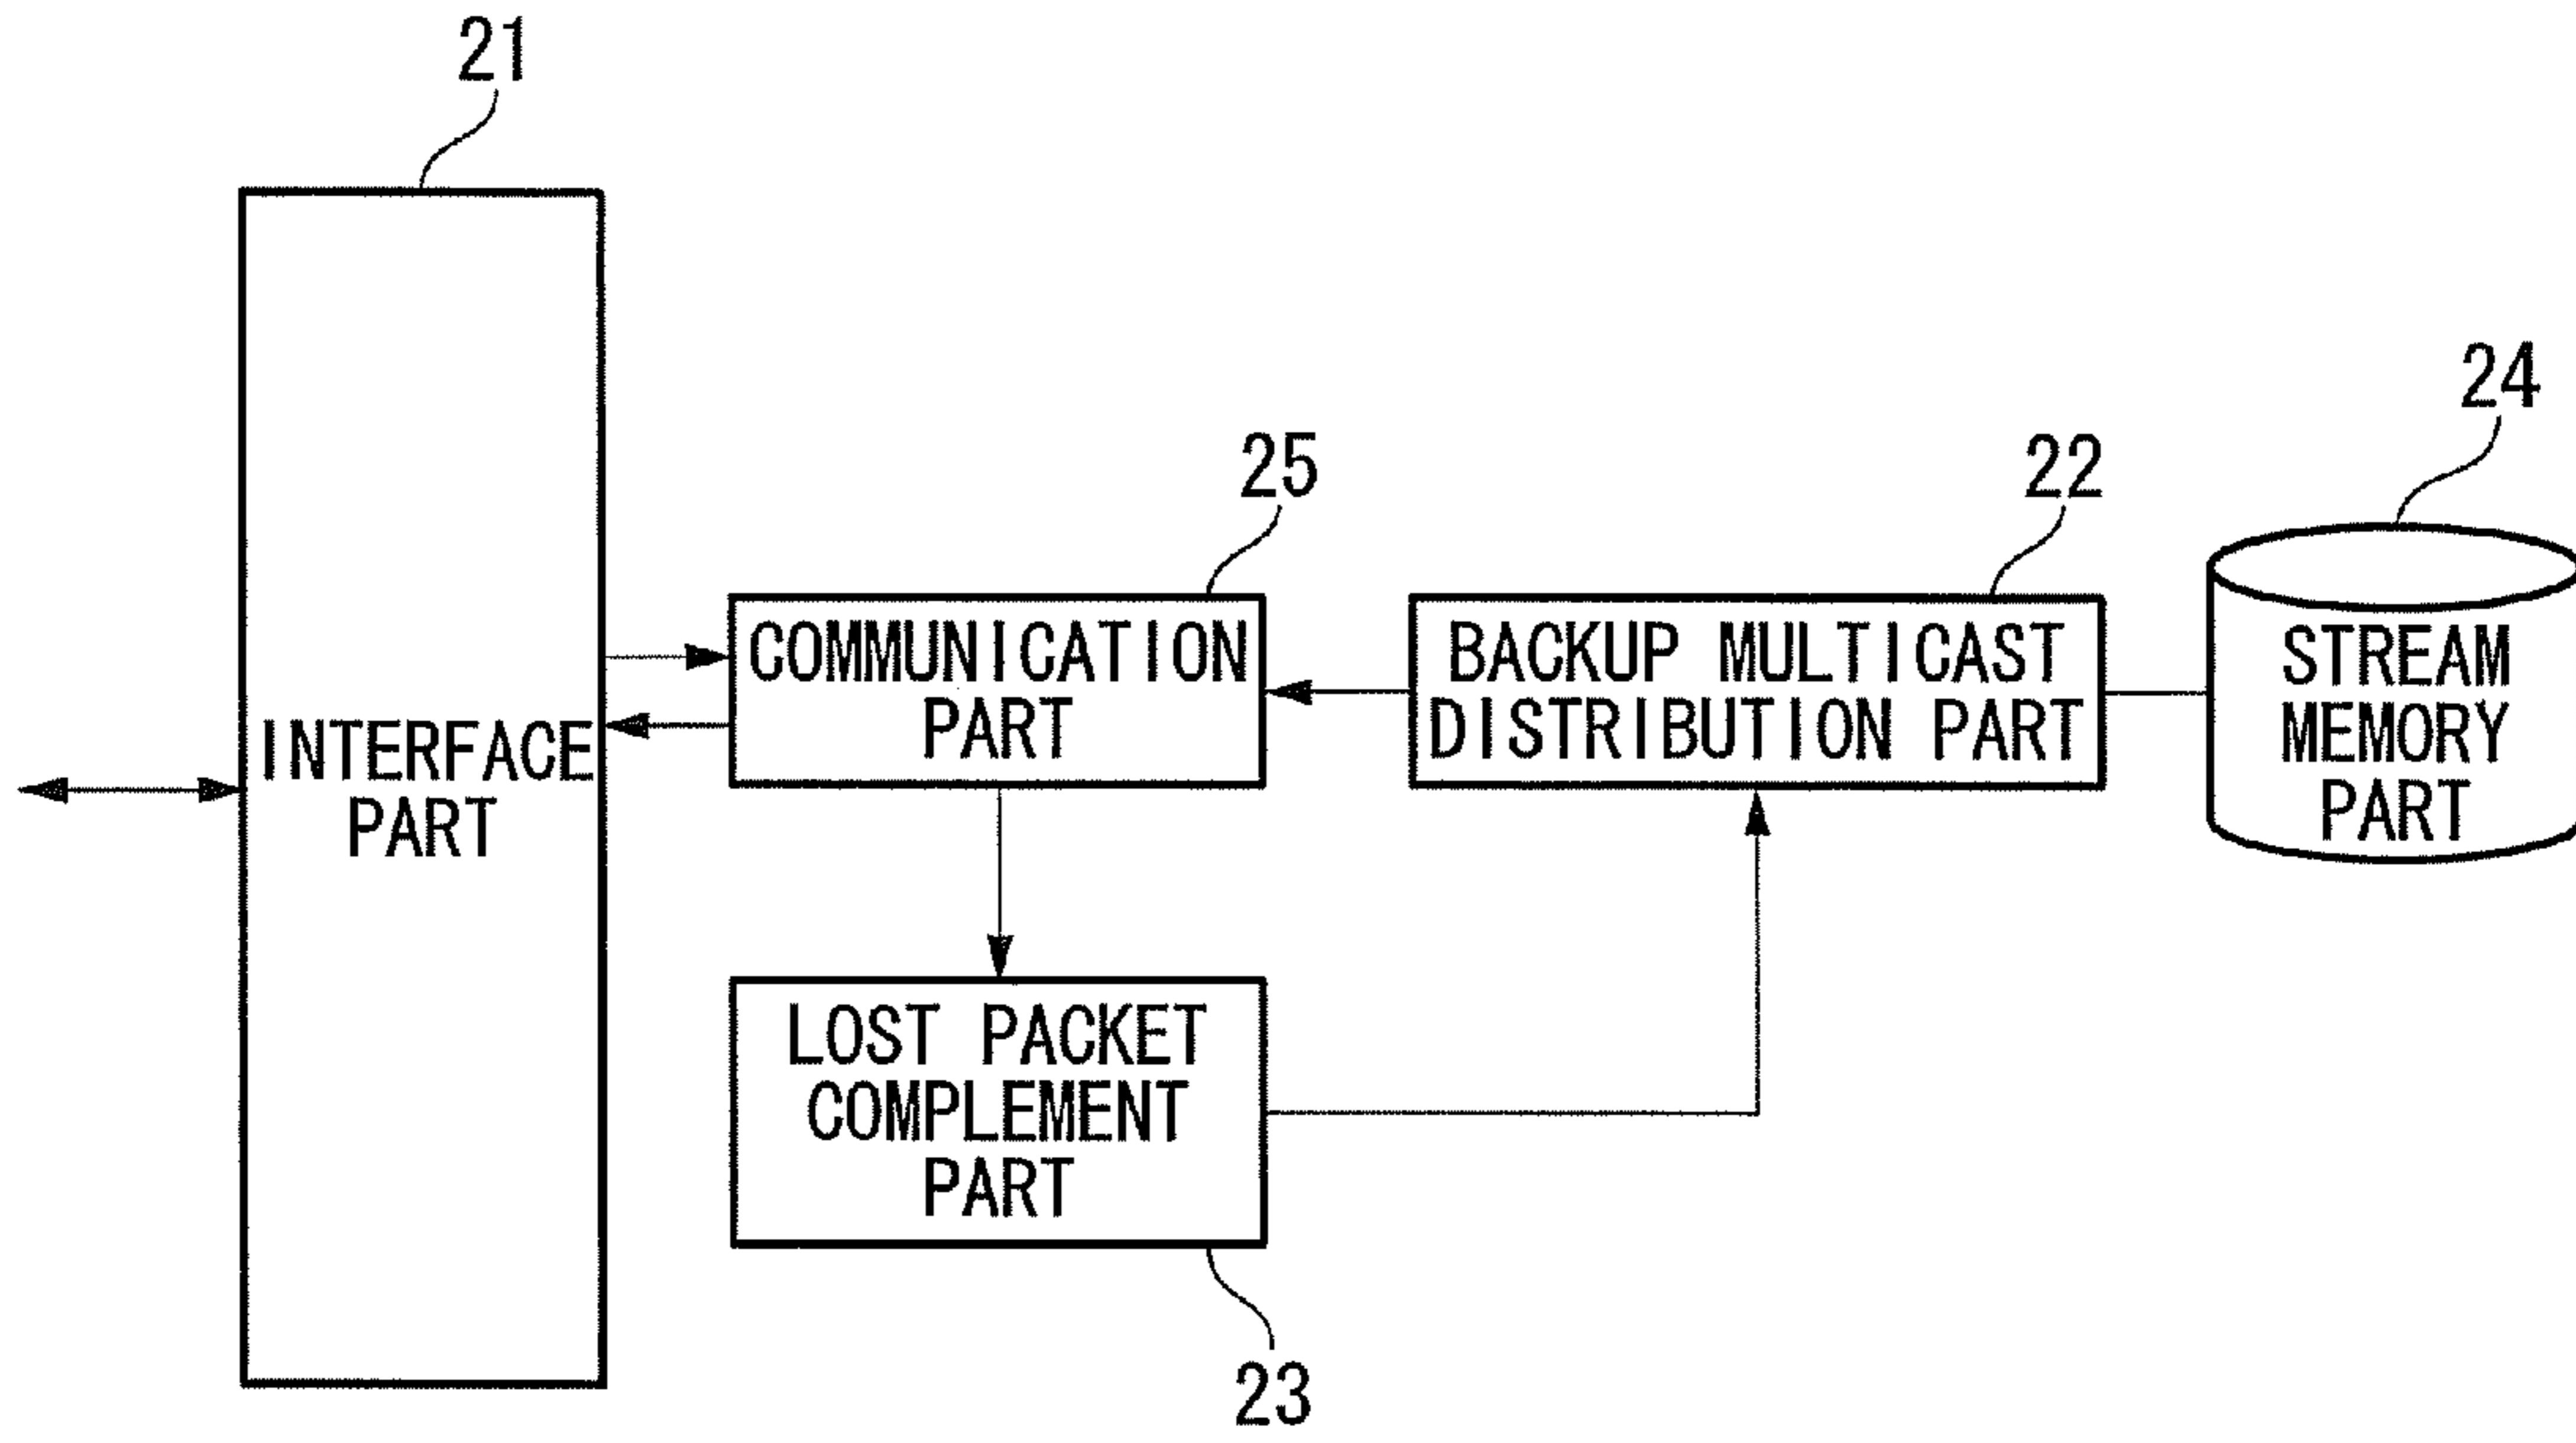 21
24
25
22
COMMUNICATION
PART
BACKUP MULTICAST
DISTRIBUTION PART
STREAM
MEMORY
PART
INTERFACE
PART
LOST PACKET
COMPLEMENT
PART
23